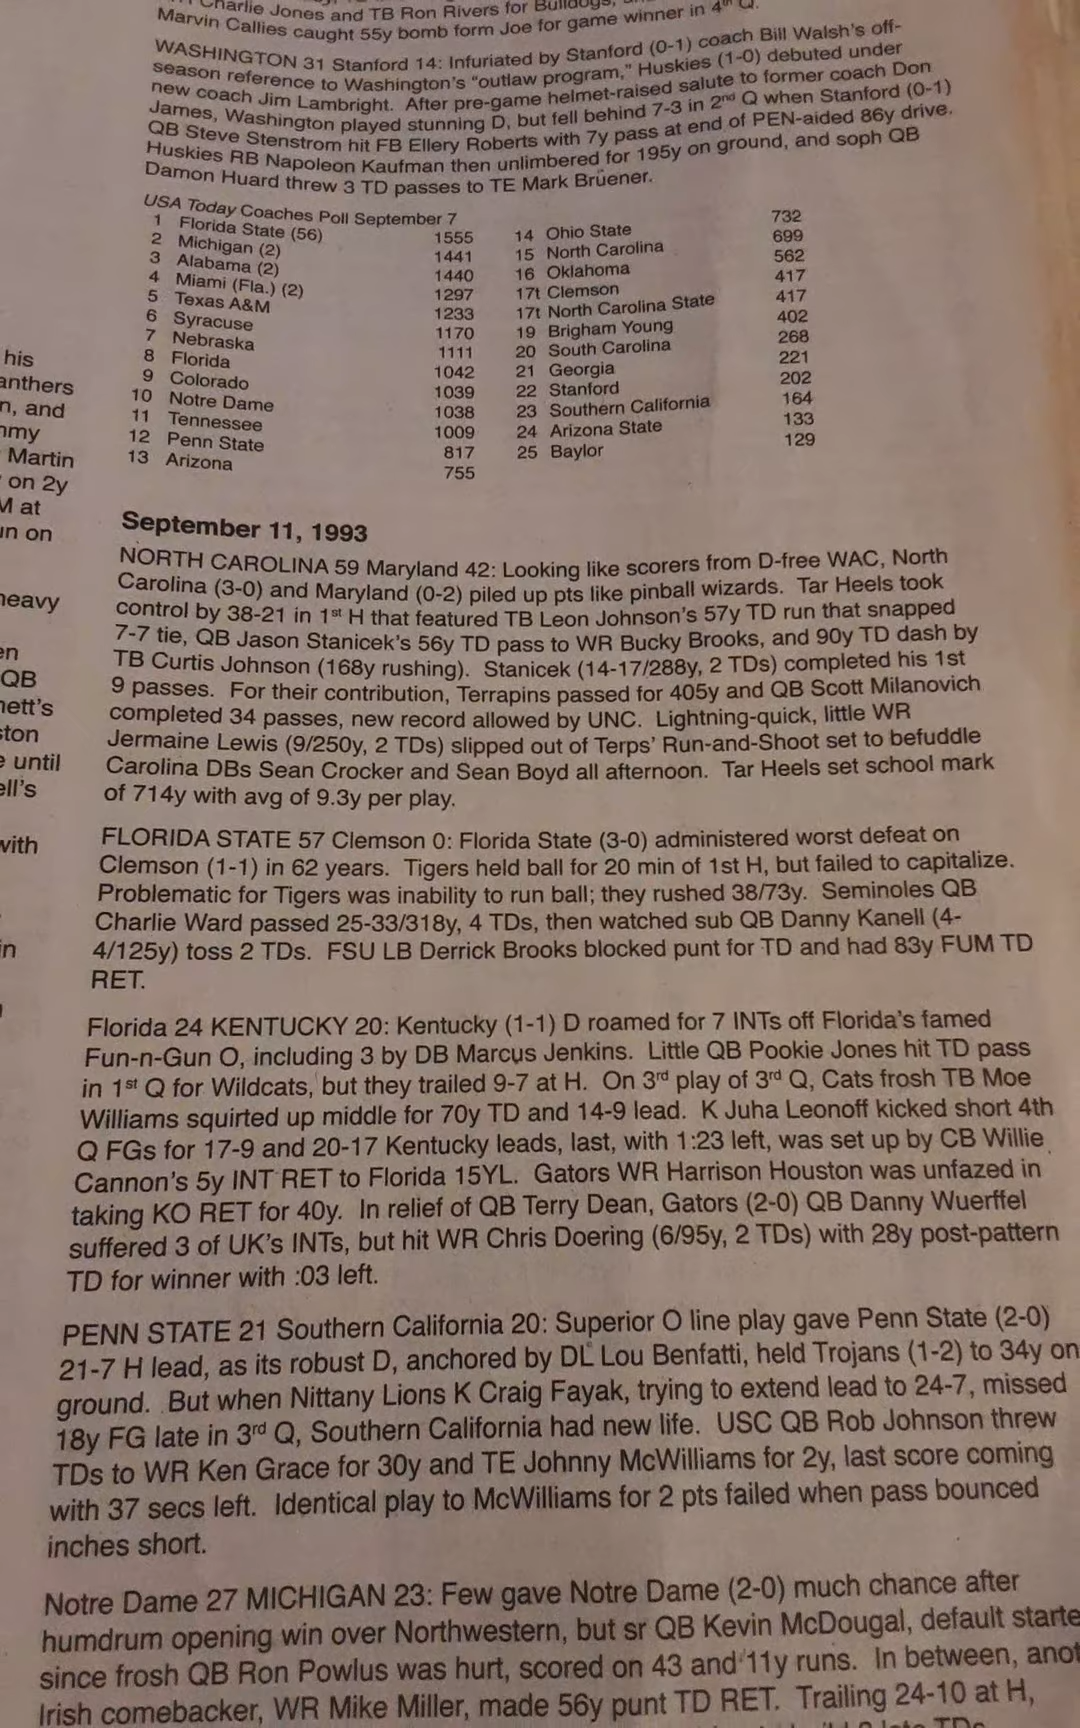 Charlie Jones and TB Ron Rivers for Bulldogs,
Marvin Callies caught 55y bomb form Joe for game winner in 4th Q.
WASHINGTON 31 Stanford 14: Infuriated by Stanford (0-1) coach Bill Walsh's off-
season reference to Washington's "outlaw program," Huskies (1-0) debuted under
new coach Jim Lambright. After pre-game helmet-raised salute to former coach Don
James, Washington played stunning D, but fell behind 7-3 in 2nd Q when Stanford (0-1)
QB Steve Stenstrom hit FB Ellery Roberts with 7y pass at end of PEN-aided 86y drive.
Huskies RB Napoleon Kaufman then unlimbered for 195y on ground, and soph QB
Damon Huard threw 3 TD passes to TE Mark Brüener.
USA Today Coaches Poll September 7
1 Florida State (56) 1555
2 Michigan (2) 1441
3 Alabama (2) 1440
4 Miami (Fla.) (2) 1297
5 Texas A&M 1233
6 Syracuse 1170
7 Nebraska 1111
8 Florida 1042
9 Colorado 1039
10 Notre Dame 1038
11 Tennessee 1009
12 Penn State 817
13 Arizona 755
14 Ohio State 732
15 North Carolina 699
16 Oklahoma 562
17t Clemson 417
17t North Carolina State 417
19 Brigham Young 402
20 South Carolina 268
21 Georgia 221
22 Stanford 202
23 Southern California 164
24 Arizona State 133
25 Baylor 129
September 11, 1993
NORTH CAROLINA 59 Maryland 42: Looking like scorers from D-free WAC, North
Carolina (3-0) and Maryland (0-2) piled up pts like pinball wizards. Tar Heels took
control by 38-21 in 1st H that featured TB Leon Johnson's 57y TD run that snapped
7-7 tie, QB Jason Stanicek's 56y TD pass to WR Bucky Brooks, and 90y TD dash by
TB Curtis Johnson (168y rushing). Stanicek (14-17/288y, 2 TDs) completed his 1st
9 passes. For their contribution, Terrapins passed for 405y and QB Scott Milanovich
completed 34 passes, new record allowed by UNC. Lightning-quick, little WR
Jermaine Lewis (9/250y, 2 TDs) slipped out of Terps' Run-and-Shoot set to befuddle
Carolina DBs Sean Crocker and Sean Boyd all afternoon. Tar Heels set school mark
of 714y with avg of 9.3y per play.
FLORIDA STATE 57 Clemson 0: Florida State (3-0) administered worst defeat on
Clemson (1-1) in 62 years. Tigers held ball for 20 min of 1st H, but failed to capitalize.
Problematic for Tigers was inability to run ball; they rushed 38/73y. Seminoles QB
Charlie Ward passed 25-33/318y, 4 TDs, then watched sub QB Danny Kanell (4-
4/125y) toss 2 TDs. FSU LB Derrick Brooks blocked punt for TD and had 83y FUM TD
RET.
Florida 24 KENTUCKY 20: Kentucky (1-1) D roamed for 7 INTs off Florida's famed
Fun-n-Gun O, including 3 by DB Marcus Jenkins. Little QB Pookie Jones hit TD pass
in 1st Q for Wildcats, but they trailed 9-7 at H. On 3rd play of 3rd Q, Cats frosh TB Moe
Williams squirted up middle for 70y TD and 14-9 lead. K Juha Leonoff kicked short 4th
Q FGs for 17-9 and 20-17 Kentucky leads, last, with 1:23 left, was set up by CB Willie
Cannon's 5y INT RET to Florida 15YL. Gators WR Harrison Houston was unfazed in
taking KO RET for 40y. In relief of QB Terry Dean, Gators (2-0) QB Danny Wuerffel
suffered 3 of UK's INTs, but hit WR Chris Doering (6/95y, 2 TDs) with 28y post-pattern
TD for winner with :03 left.
PENN STATE 21 Southern California 20: Superior O line play gave Penn State (2-0)
21-7 H lead, as its robust D, anchored by DL Lou Benfatti, held Trojans (1-2) to 34y on
ground. But when Nittany Lions K Craig Fayak, trying to extend lead to 24-7, missed
18y FG late in 3rd Q, Southern California had new life. USC QB Rob Johnson threw
TDs to WR Ken Grace for 30y and TE Johnny McWilliams for 2y, last score coming
with 37 secs left. Identical play to McWilliams for 2 pts failed when pass bounced
inches short.
Notre Dame 27 MICHIGAN 23: Few gave Notre Dame (2-0) much chance after
humdrum opening win over Northwestern, but sr QB Kevin McDougal, default starte
since frosh QB Ron Powlus was hurt, scored on 43 and 11y runs. In between, anot
Irish comebacker, WR Mike Miller, made 56y punt TD RET. Trailing 24-10 at H,
his
anthers
n, and
mmy
Martin
on 2y
M at
un on
heavy
en
QB
nett's
ston
e until
ell's
with
in